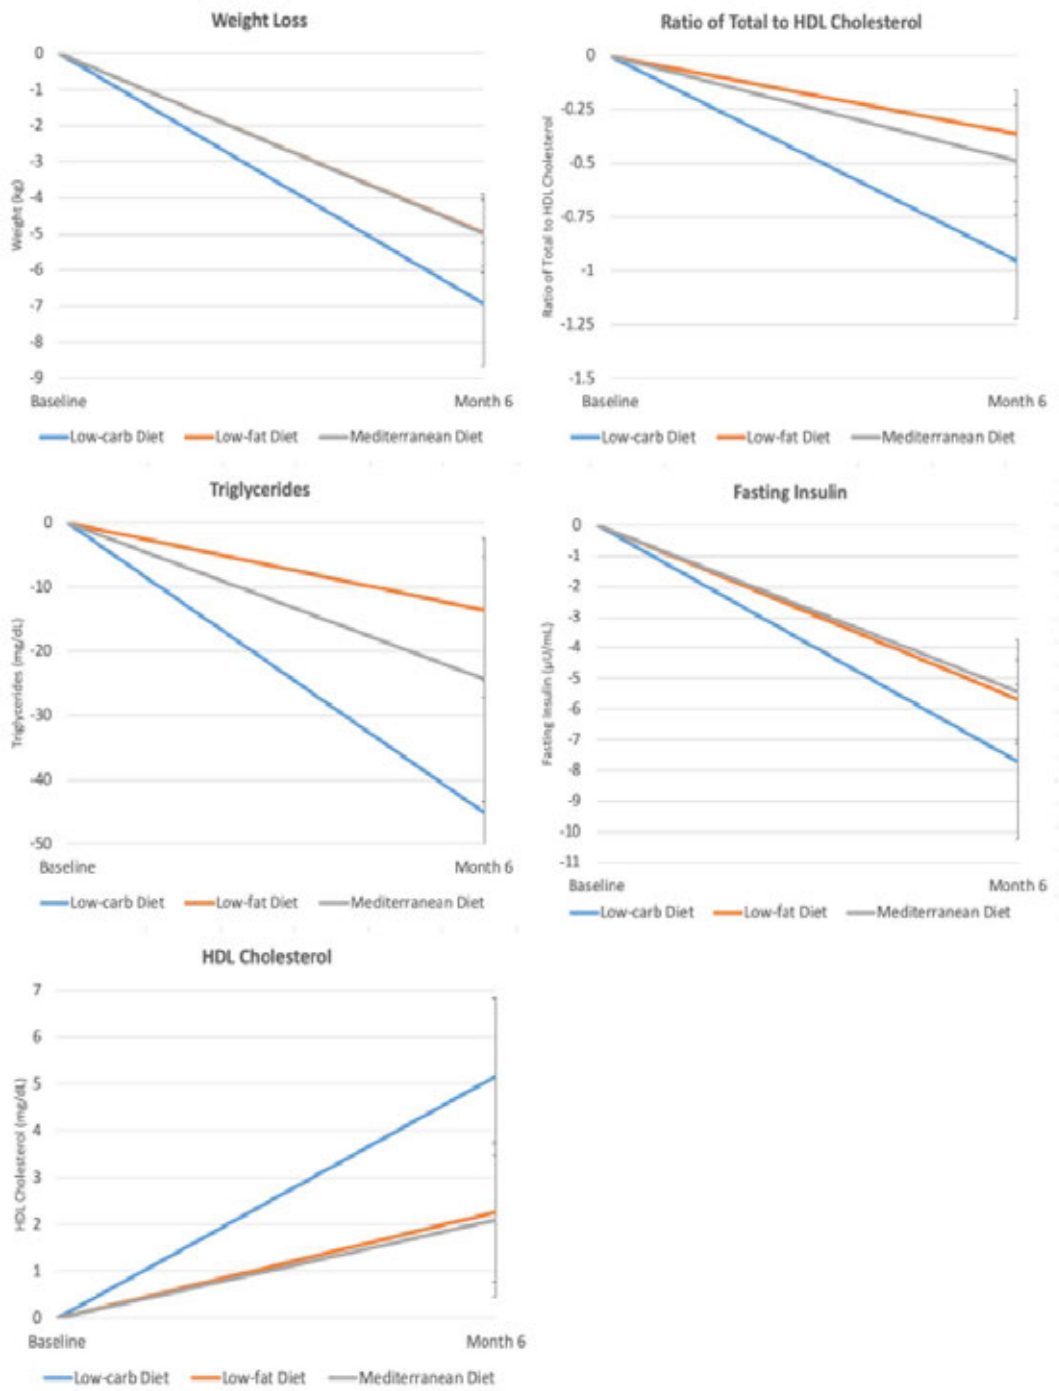 Weight Loss
0
-1
-2
-3
-4
-5
-6
-7
-8
-9
Weight (kg)
Baseline Month 6
Low-carb Diet Low-fat Diet Mediterranean Diet
Ratio of Total to HDL Cholesterol
0
-0.25
-0.5
-0.75
-1
-1.25
-1.5
Ratio of Total to HDL Cholesterol
Baseline Month 6
Low-carb Diet Low-fat Diet Mediterranean Diet
Triglycerides
0
-10
-20
-30
-40
-50
Triglycerides (mg/dL)
Baseline Month 6
Low-carb Diet Low-fat Diet Mediterranean Diet
Fasting Insulin
0
-1
-2
-3
-4
-5
-6
-7
-8
-9
-10
-11
Fasting Insulin (µU/mL)
Baseline Month 6
Low-carb Diet Low-fat Diet Mediterranean Diet
HDL Cholesterol
7
6
5
4
3
2
1
0
HDL Cholesterol (mg/dL)
Baseline Month 6
Low-carb Diet Low-fat Diet Mediterranean Diet